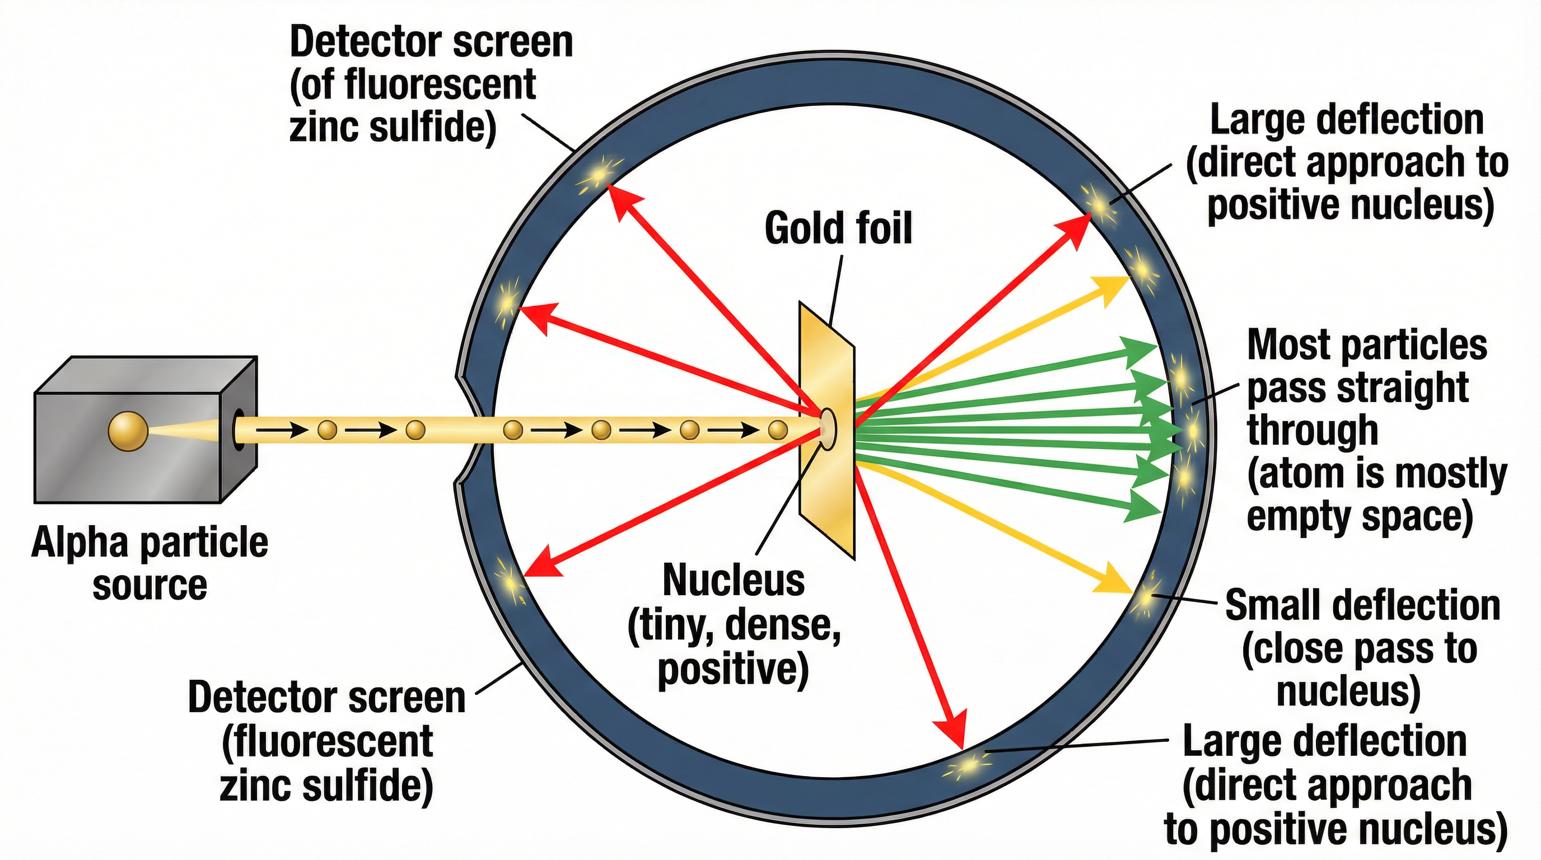 Detector screen
(of fluorescent
zinc sulfide)
Large deflection
(direct approach to
positive nucleus)
Gold foil
Most particles
pass straight
through
(atom is mostly
empty space)
Alpha particle
source
Nucleus
(tiny, dense,
positive)
Small deflection
(close pass to
nucleus)
Detector screen
(fluorescent
zinc sulfide)
Large deflection
(direct approach
to positive nucleus)